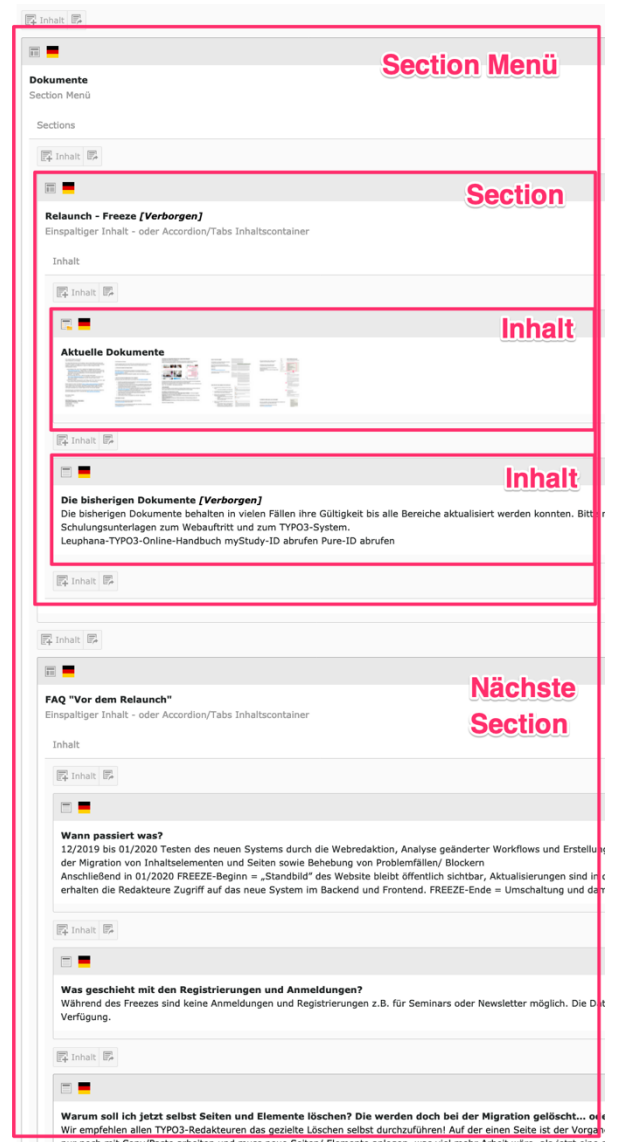 Inhalt
Section Menü
Dokumente
Section Menü
Sections
Inhalt
Section
Relaunch - Freeze [Verborgen]
Einspaltiger Inhalt - oder Accordion/Tabs Inhaltscontainer
Inhalt
Inhalt
Inhalt
Aktuelle Dokumente
Inhalt
Inhalt
Die bisherigen Dokumente [Verborgen]
Die bisherigen Dokumente behalten in vielen Fällen ihre Gültigkeit bis alle Bereiche aktualisiert werden konnten.
Schulungsunterlagen zum Webauftritt und zum TYPO3-System.
Leuphana-TYPO3-Online-Handbuch myStudy-ID abrufen Pure-ID abrufen
Inhalt
Inhalt
Nächste
Section
FAQ "Vor dem Relaunch"
Einspaltiger Inhalt - oder Accordion/Tabs Inhaltscontainer
Inhalt
Inhalt
Wann passiert was?
12/2019 bis 01/2020 Testen des neuen Systems durch die Webredaktion, Analyse geänderter Workflows und
der Migration von Inhaltselementen und Seiten sowie Behebung von Problemfällen/ Blockern
Anschließend in 01/2020 FREEZE-Beginn = „Standbild" des Website bleibt öffentlich sichtbar, Aktualisierungen sind
erhalten die Redakteure Zugriff auf das neue System im Backend und Frontend. FREEZE-Ende = Umschaltung und
Inhalt
Was geschieht mit den Registrierungen und Anmeldungen?
Während des Freezes sind keine Anmeldungen und Registrierungen z.B. für Seminars oder Newsletter möglich. Die
Verfügung.
Inhalt
Warum soll ich jetzt selbst Seiten und Elemente löschen? Die werden doch bei der Migration gelöscht...
Wir empfehlen allen TYPO3-Redakteuren das gezielte Löschen selbst durchzuführen! Auf der einen Seite ist der